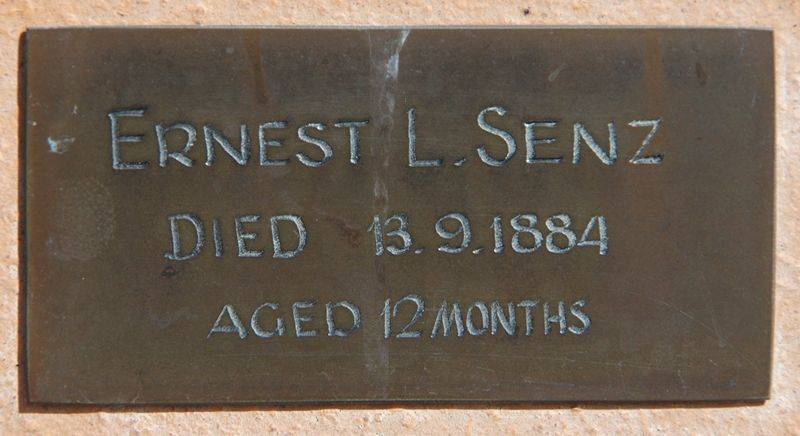 ERNEST L. SENZ
DIED 13.9.1884
AGED 12 MONTHS